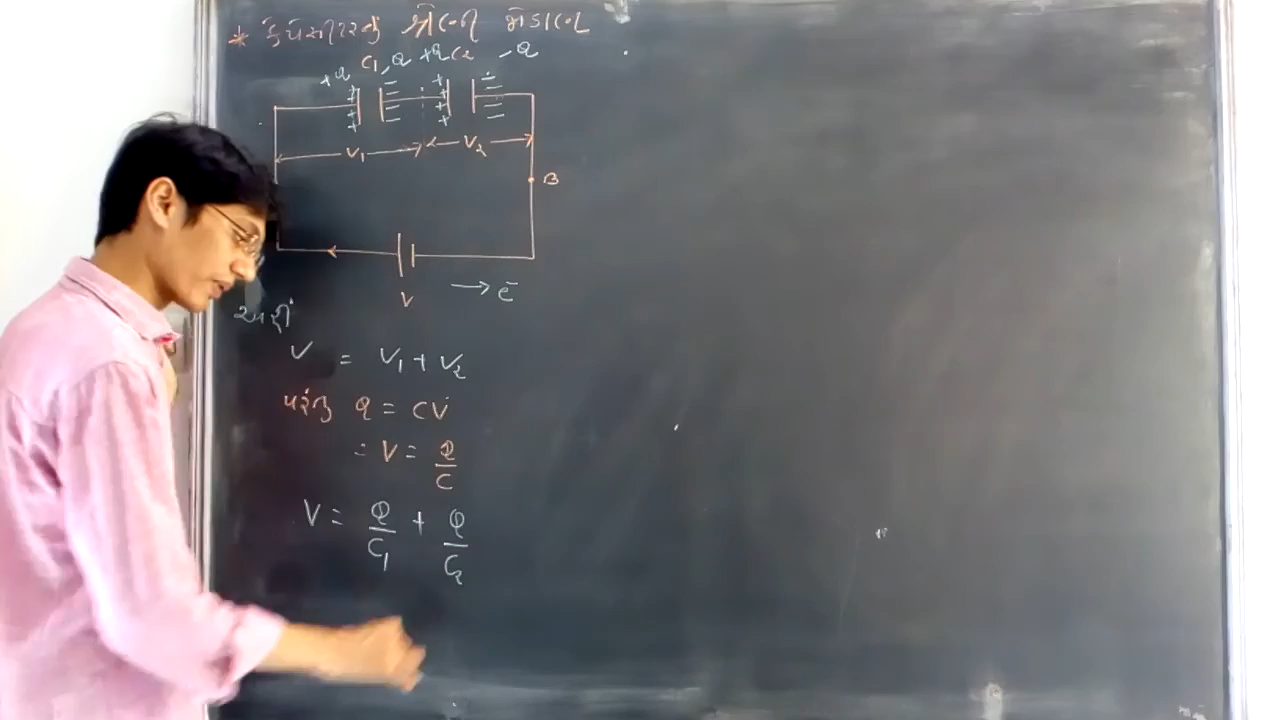 * કેપેસીટરનું શ્રેણી જોડાણ
+Q C₁ -Q +Q C₂ -Q
V₁ V₂
B
V → e⁻
અહીં
V = V₁ + V₂
પરંતુ Q = CV
∴ V = Q/C
V = Q/C₁ + Q/C₂